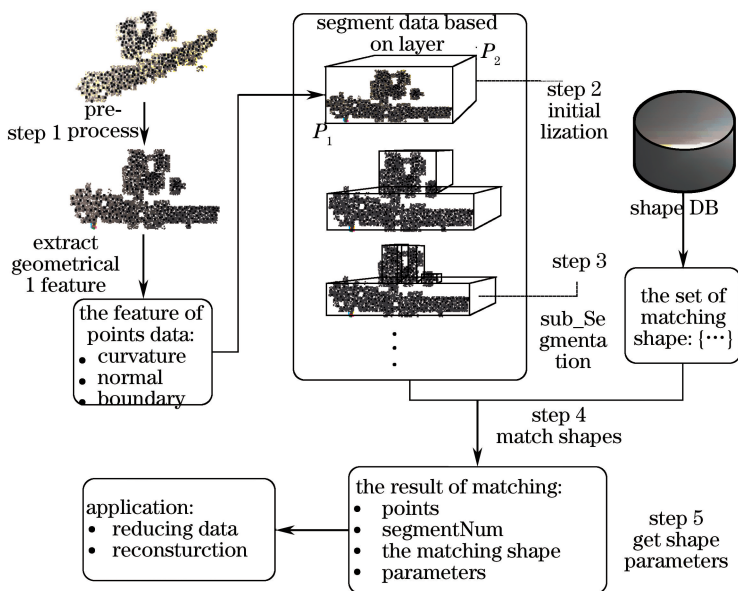 segment data based
on layer
P2
P1
pre-
step 1 process
extract
geometrical
1 feature
the feature of
points data:
• curvature
• normal
• boundary
step 2
initial
lization
step 3
sub_Se
gmenta
tion
shape DB
the set of
matching
shape: {⋯}
step 4
match shapes
the result of matching:
• points
• segmentNum
• the matching shape
• parameters
step 5
get shape
parameters
application:
• reducing data
• reconsturction